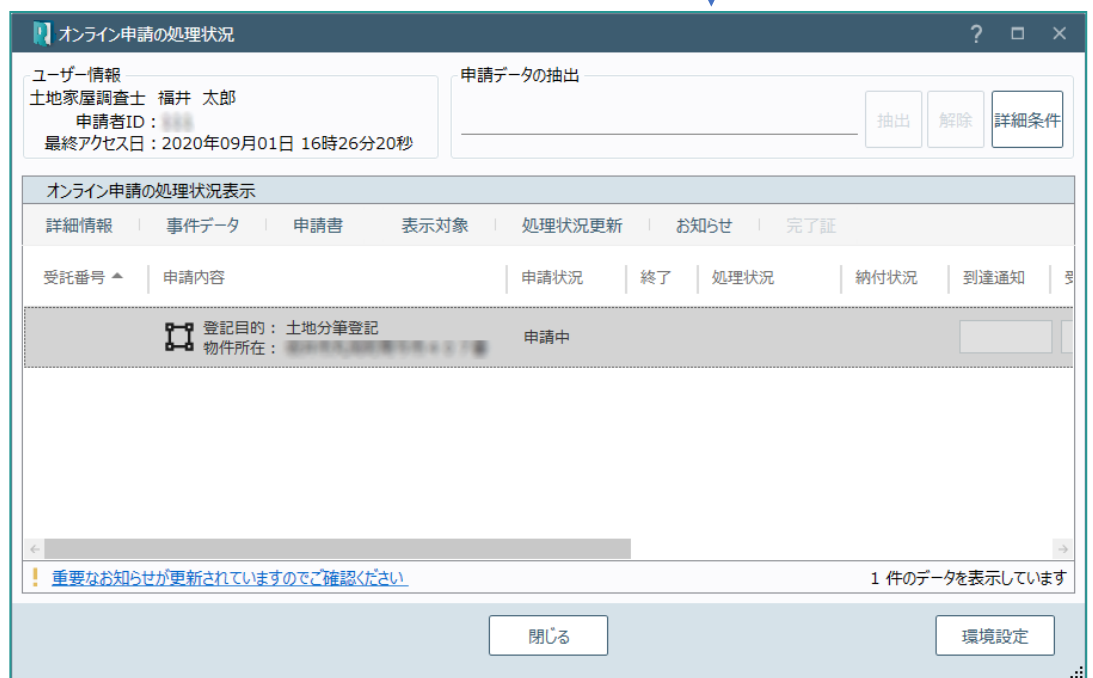 オンライン申請の処理状況
?
ユーザー情報
土地家屋調査士 福井 太郎
申請者ID：
最終アクセス日：2020年09月01日 16時26分20秒
申請データの抽出
抽出
解除
詳細条件
オンライン申請の処理状況表示
詳細情報
事件データ
申請書
表示対象
処理状況更新
お知らせ
完了証
受託番号
申請内容
申請状況
終了
処理状況
納付状況
到達通知
登記目的： 土地分筆登記
物件所在：
申請中
! 重要なお知らせが更新されていますのでご確認ください
1 件のデータを表示しています
閉じる
環境設定